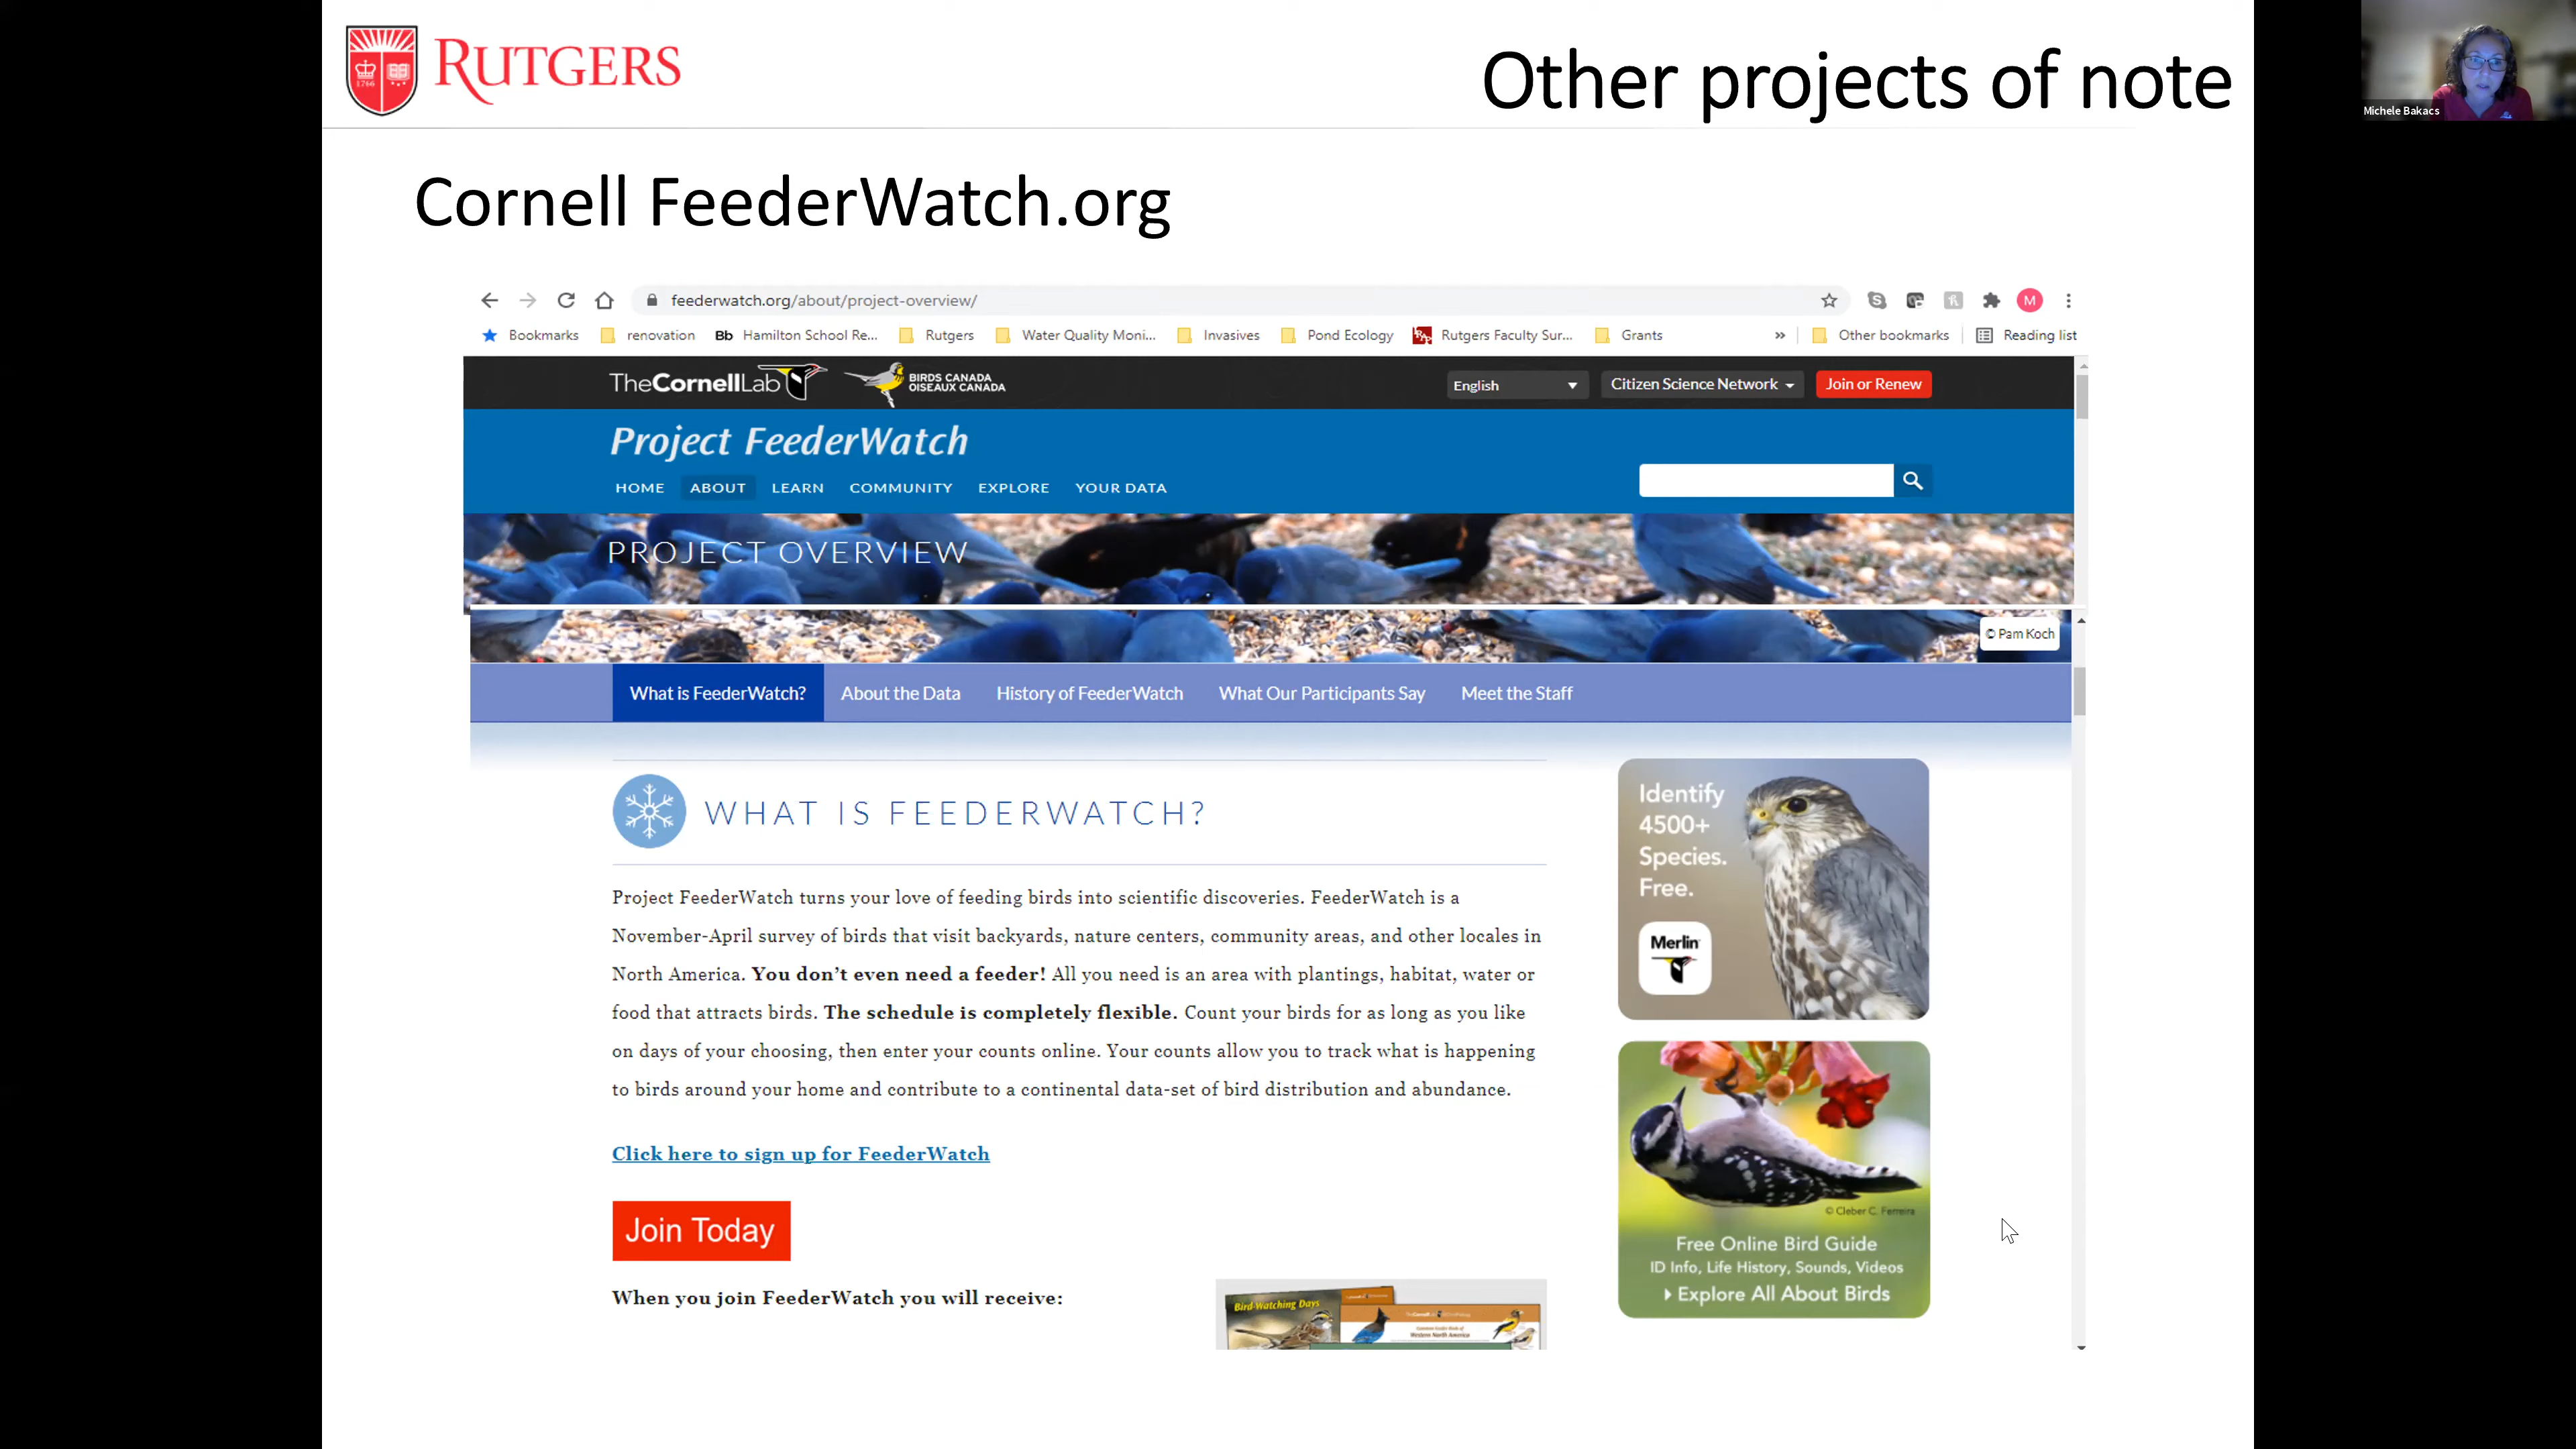 RUTGERS
1766
Other projects of note
Michele Bakacs
Cornell FeederWatch.org
feederwatch.org/about/project-overview/
M
Bookmarks
renovation
Bb Hamilton School Re...
Rutgers
Water Quality Moni...
Invasives
Pond Ecology
Rutgers Faculty Sur...
Grants
»
Other bookmarks
Reading list
TheCornellLab
BIRDS CANADA
OISEAUX CANADA
English
Citizen Science Network
Join or Renew
Project FeederWatch
HOME ABOUT LEARN COMMUNITY EXPLORE YOUR DATA
PROJECT OVERVIEW
© Pam Koch
What is FeederWatch? About the Data History of FeederWatch What Our Participants Say Meet the Staff
WHAT IS FEEDERWATCH?
Project FeederWatch turns your love of feeding birds into scientific discoveries. FeederWatch is a
November-April survey of birds that visit backyards, nature centers, community areas, and other locales in
North America. You don't even need a feeder! All you need is an area with plantings, habitat, water or
food that attracts birds. The schedule is completely flexible. Count your birds for as long as you like
on days of your choosing, then enter your counts online. Your counts allow you to track what is happening
to birds around your home and contribute to a continental data-set of bird distribution and abundance.
Click here to sign up for FeederWatch
Join Today
When you join FeederWatch you will receive:
Bird-Watching Days
Western North America
Identify
4500+
Species.
Free.
Merlin
© Cleber C. Ferreira
Free Online Bird Guide
ID Info, Life History, Sounds, Videos
Explore All About Birds